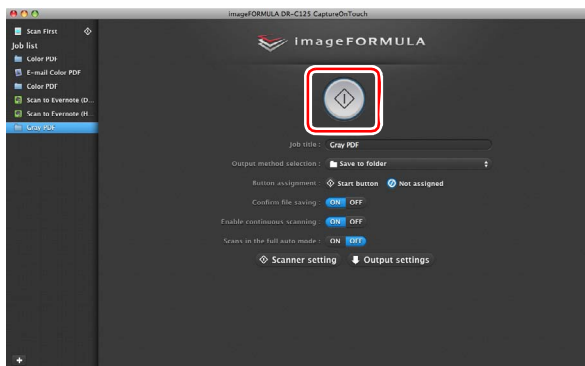 imageFORMULA DR-C125 CaptureOnTouch
Scan First
Job list
Color PDF
E-mail Color PDF
Color PDF
Scan to Evernote (D...
Scan to Evernote (H...
Gray PDF
imageFORMULA
Job title : Gray PDF
Output method selection : Save to folder
Button assignment : Start button Not assigned
Confirm file saving : ON OFF
Enable continuous scanning : ON OFF
Scans in the full auto mode : ON OFF
Scanner setting Output settings